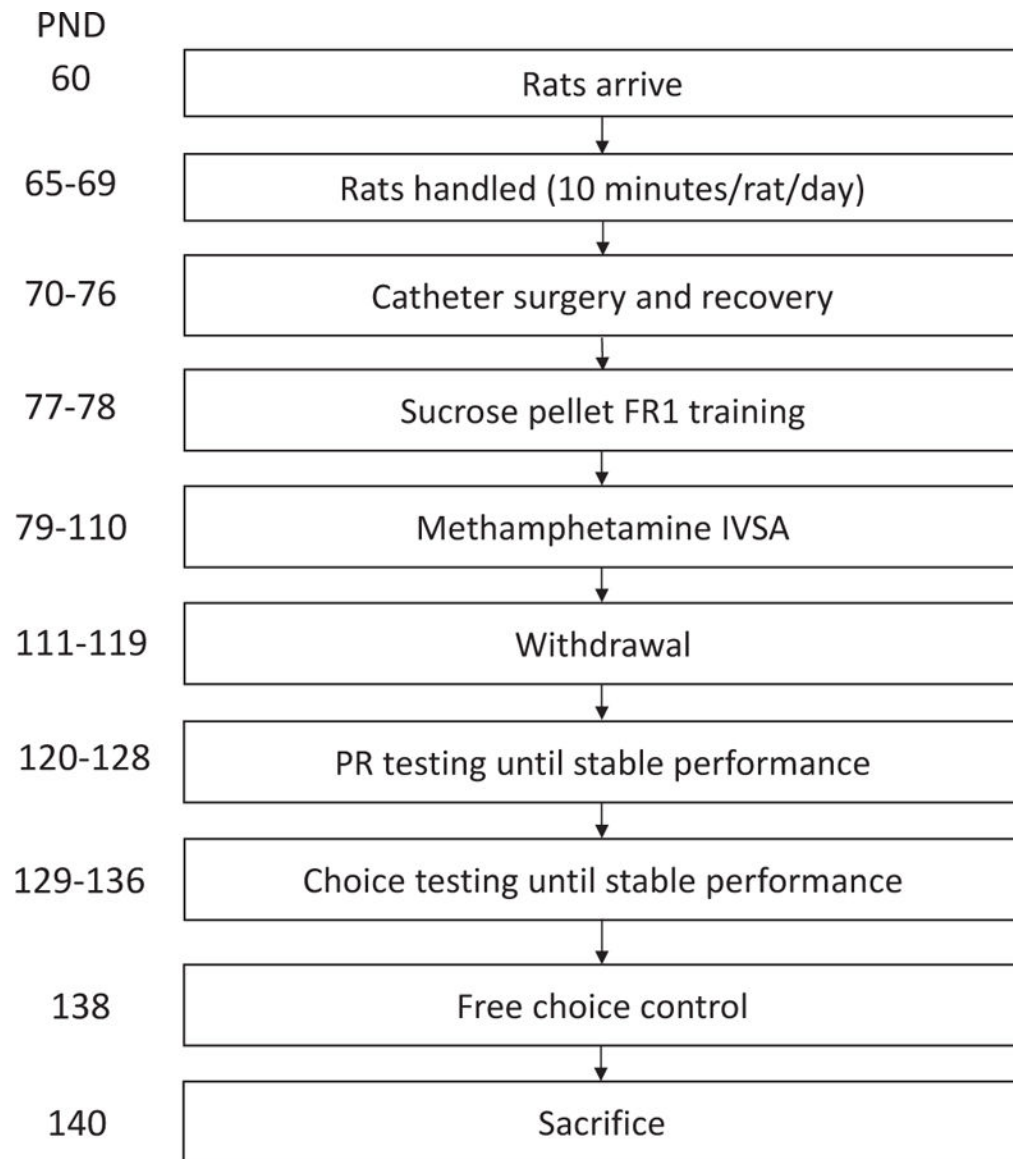 PND
60
Rats arrive
65-69
Rats handled (10 minutes/rat/day)
70-76
Catheter surgery and recovery
77-78
Sucrose pellet FR1 training
79-110
Methamphetamine IVSA
111-119
Withdrawal
120-128
PR testing until stable performance
129-136
Choice testing until stable performance
138
Free choice control
140
Sacrifice